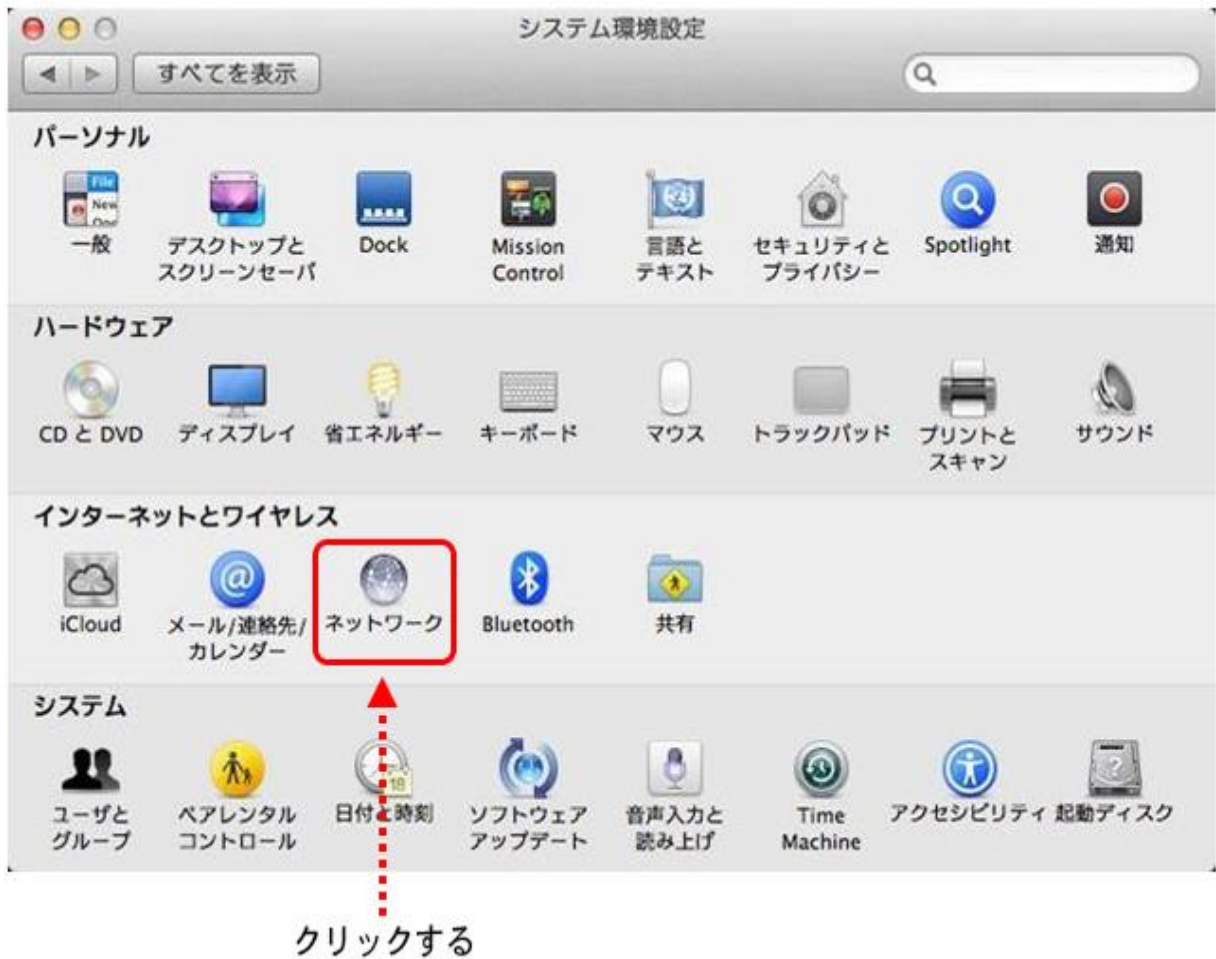 システム環境設定
すべてを表示
パーソナル
File
New
一般
デスクトップと
スクリーンセーバ
Dock
Mission
Control
言語と
テキスト
セキュリティと
プライバシー
Spotlight
通知
ハードウェア
CD と DVD
ディスプレイ
省エネルギー
キーボード
マウス
トラックパッド
プリントと
スキャン
サウンド
インターネットとワイヤレス
iCloud
@
メール/連絡先/
カレンダー
ネットワーク
Bluetooth
共有
システム
ユーザと
グループ
ペアレンタル
コントロール
18
日付と時刻
ソフトウェア
アップデート
音声入力と
読み上げ
Time
Machine
アクセシビリティ
?
起動ディスク
クリックする